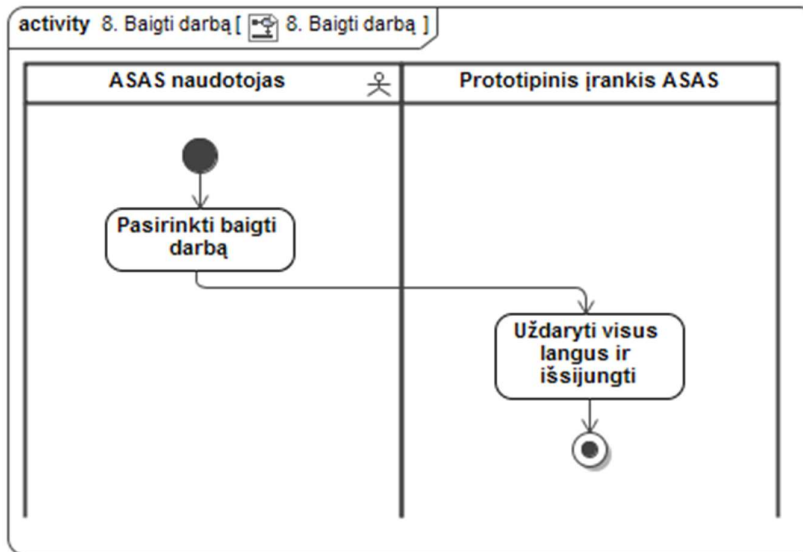 activity 8. Baigti darbą [ 8. Baigti darbą ]
ASAS naudotojas
Prototipinis įrankis ASAS
Pasirinkti baigti
darbą
Uždaryti visus
langus ir
išsijungti